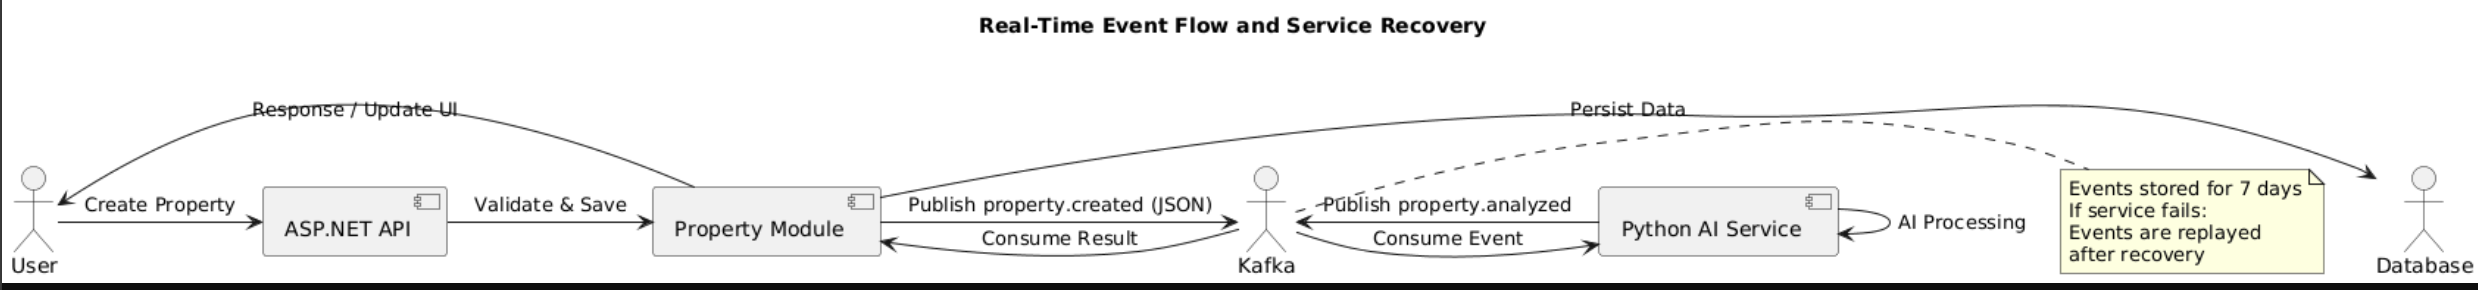 Real-Time Event Flow and Service Recovery
Response / Update UI
Persist Data
Create Property
Validate & Save
Publish property.created (JSON)
Publish property.analyzed
Events stored for 7 days
If service fails:
Events are replayed
after recovery
ASP.NET API
Property Module
Consume Result
Consume Event
Python AI Service
AI Processing
User
Kafka
Database